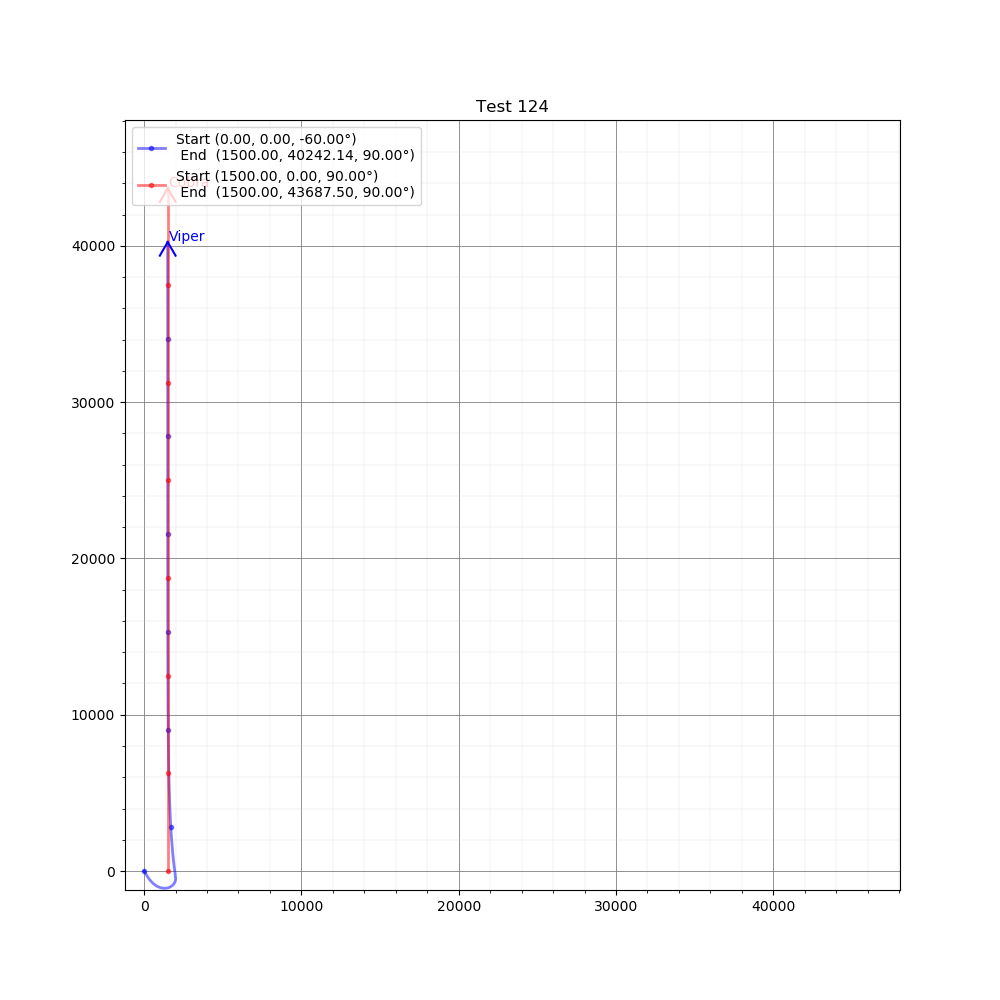 Test 124
Start (0.00, 0.00, -60.00°)
End (1500.00, 40242.14, 90.00°)
Start (1500.00, 0.00, 90.00°)
End (1500.00, 43687.50, 90.00°)
Viper
40000
30000
20000
10000
0
0 10000 20000 30000 40000